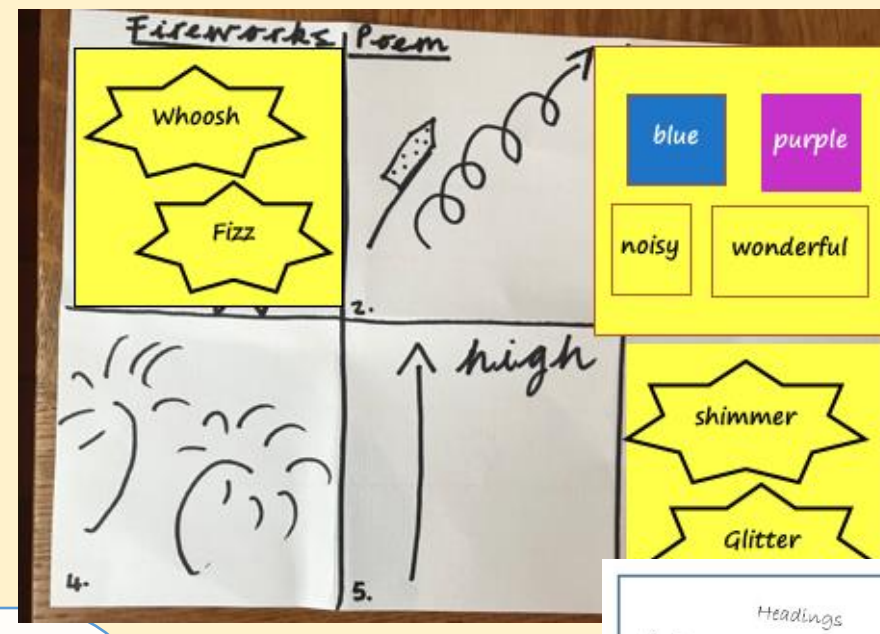 Fireworks Poem
Whoosh
Fizz
2.
blue
purple
noisy
wonderful
4.
high
5.
shimmer
Glitter
Headings